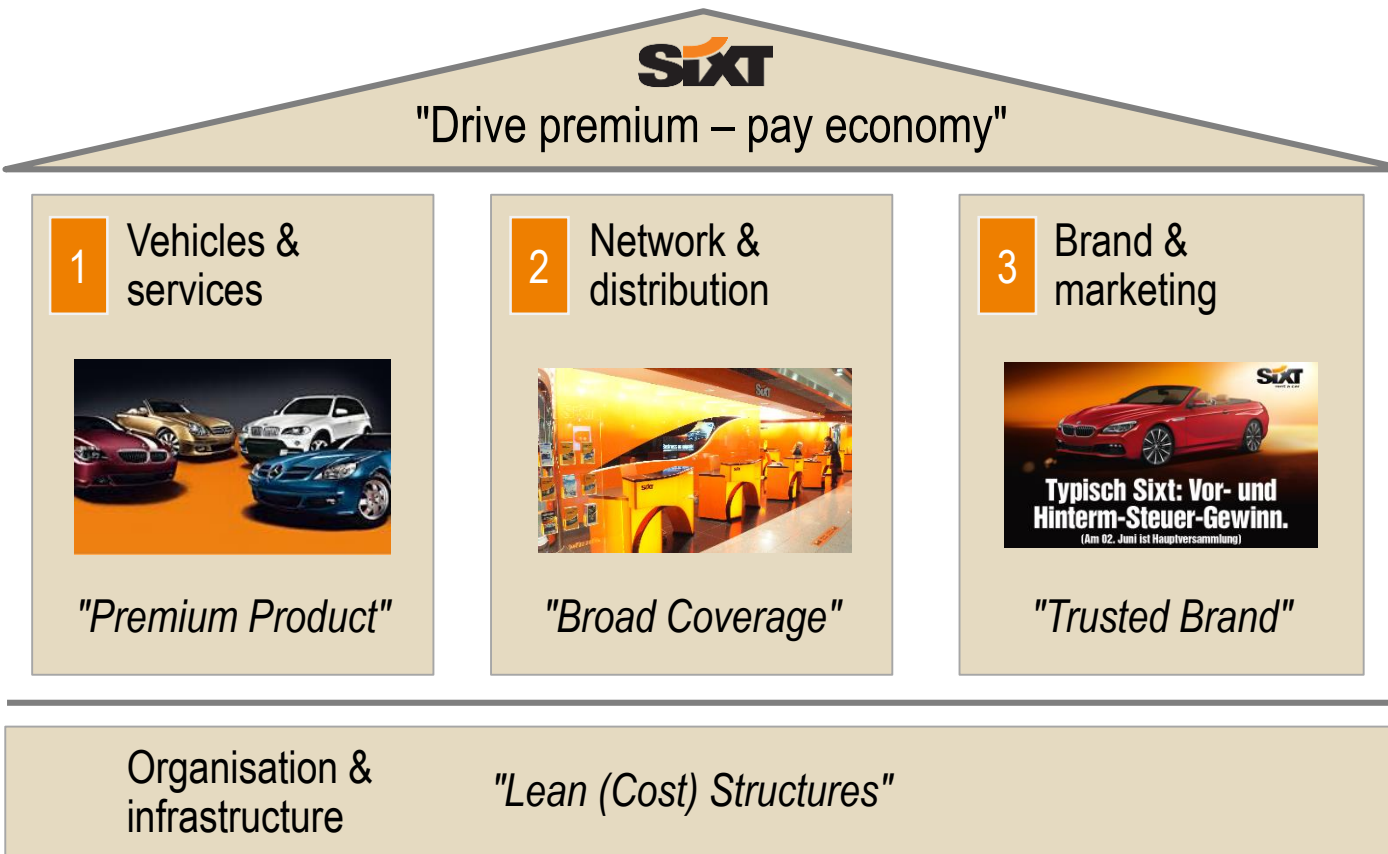 SiXT
"Drive premium – pay economy"
1
Vehicles &
services
"Premium Product"
2
Network &
distribution
Sixt
"Broad Coverage"
3
Brand &
marketing
SiXT
Typisch Sixt: Vor- und
Hinterm-Steuer-Gewinn.
(Am 02. Juni ist Hauptversammlung)
"Trusted Brand"
Organisation &
infrastructure
"Lean (Cost) Structures"